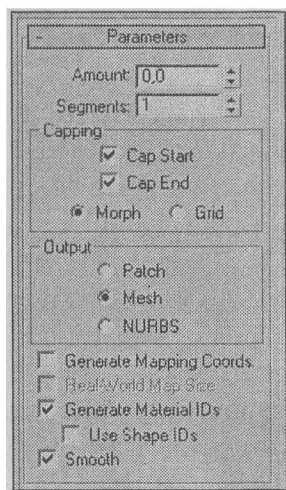 - Parameters
Amount: 0,0
Segments: 1
Capping
Cap Start
Cap End
Morph Grid
Output
Patch
Mesh
NURBS
Generate Mapping Coords.
Real-World Map Size
Generate Material IDs
Use Shape IDs
Smooth